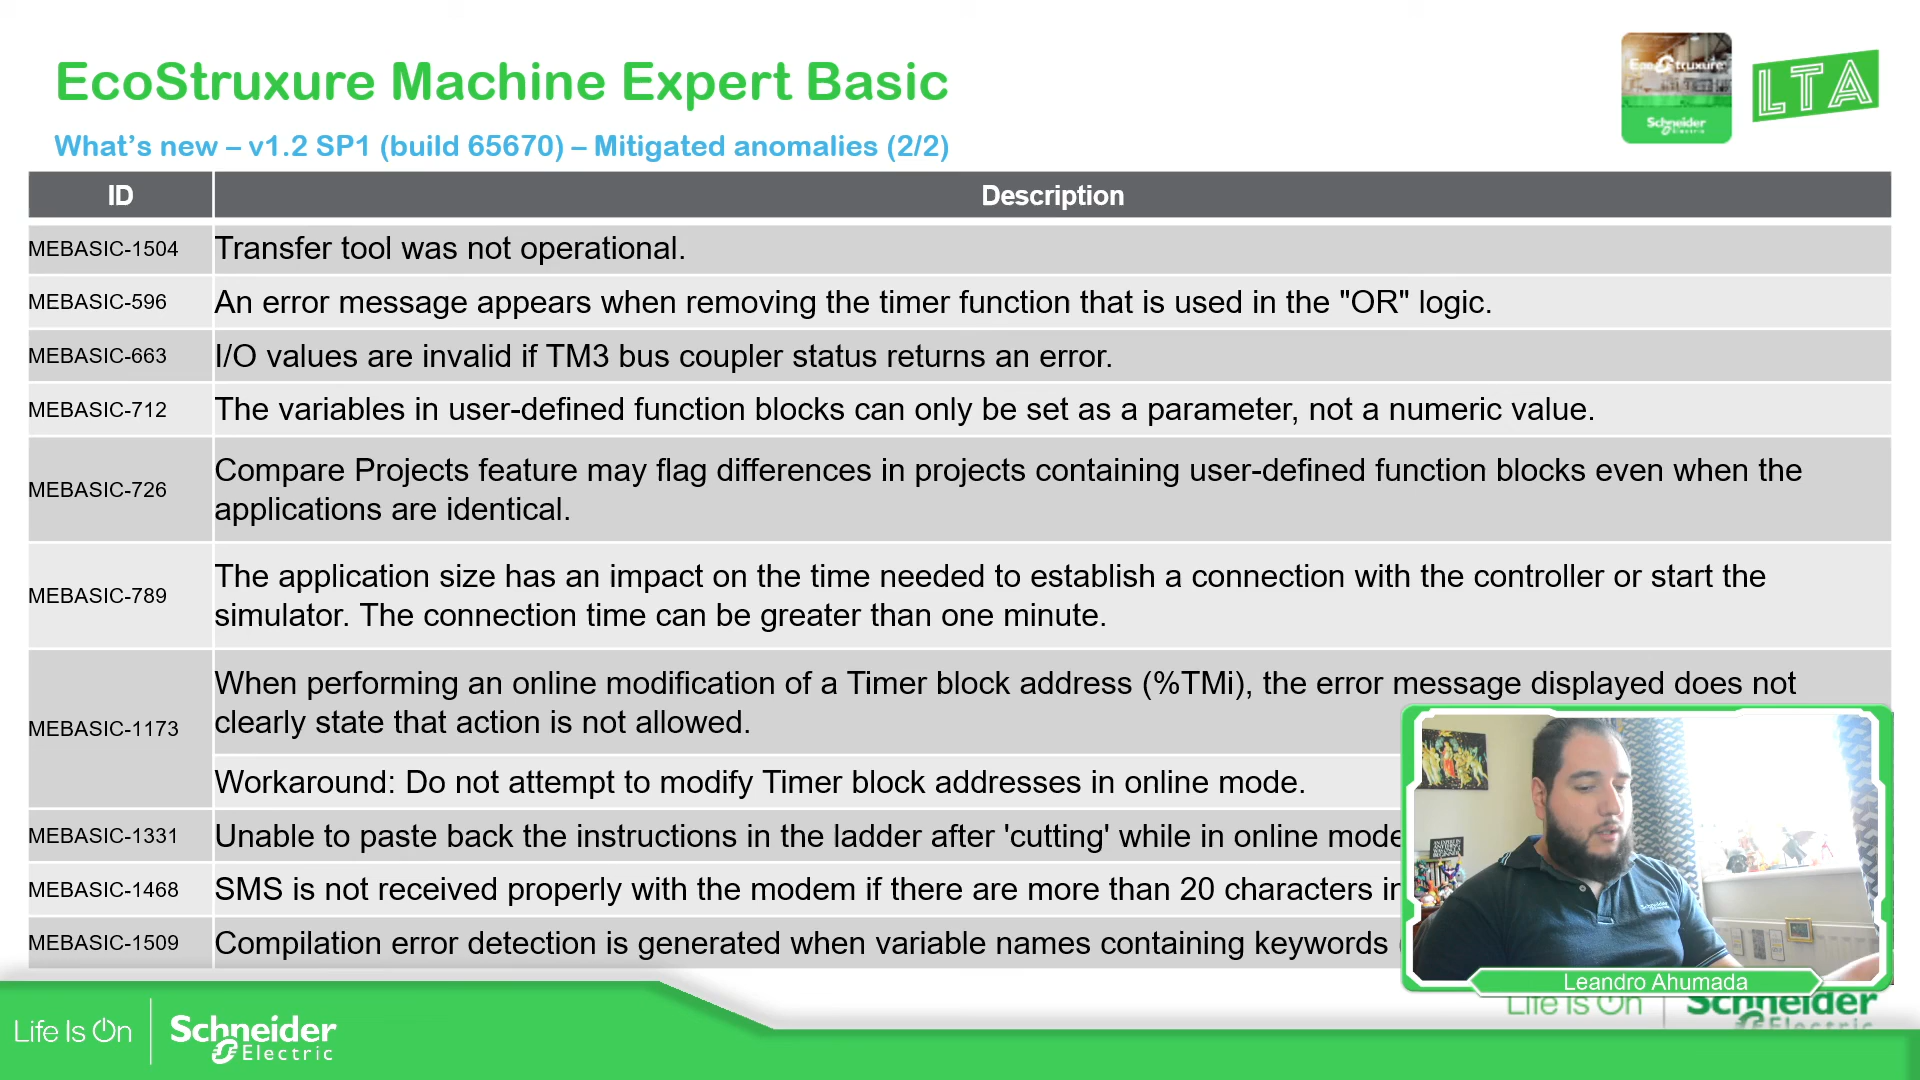 EcoStruxure Machine Expert Basic
EcoStruxure
Schneider
Electric
LTA
What's new – v1.2 SP1 (build 65670) – Mitigated anomalies (2/2)
ID Description
MEBASIC-1504 Transfer tool was not operational.
MEBASIC-596 An error message appears when removing the timer function that is used in the "OR" logic.
MEBASIC-663 I/O values are invalid if TM3 bus coupler status returns an error.
MEBASIC-712 The variables in user-defined function blocks can only be set as a parameter, not a numeric value.
MEBASIC-726 Compare Projects feature may flag differences in projects containing user-defined function blocks even when the
applications are identical.
MEBASIC-789 The application size has an impact on the time needed to establish a connection with the controller or start the
simulator. The connection time can be greater than one minute.
MEBASIC-1173 When performing an online modification of a Timer block address (%TMi), the error message displayed does not
clearly state that action is not allowed.
Workaround: Do not attempt to modify Timer block addresses in online mode.
MEBASIC-1331 Unable to paste back the instructions in the ladder after 'cutting' while in online mode
MEBASIC-1468 SMS is not received properly with the modem if there are more than 20 characters in
MEBASIC-1509 Compilation error detection is generated when variable names containing keywords (
Leandro Ahumada
Life Is On Schneider
Electric
Life Is On Schneider
Electric